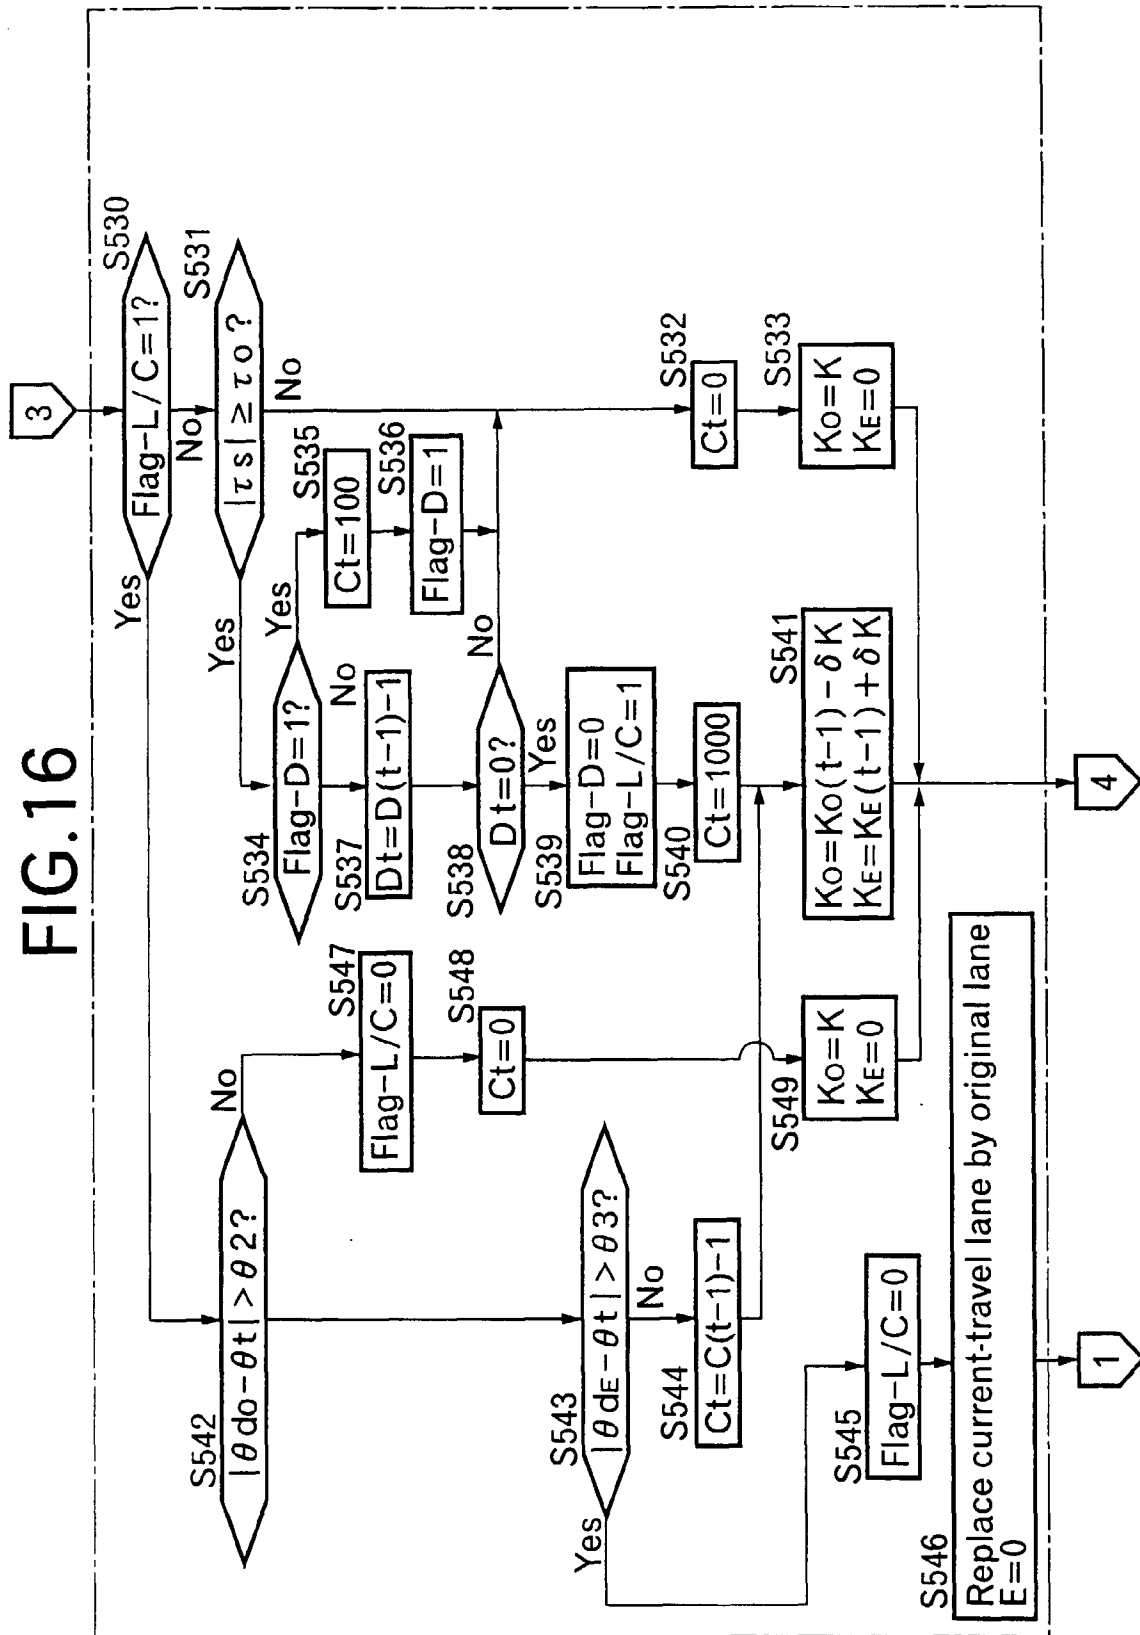 FIG.16
3
S530
Flag-L/C=1?
Yes
No
S531
|τs|≥τo?
Yes
No
S532
Ct=0
S533
Ko=K
KE=0
S534
Flag-D=1?
Yes
No
S535
Ct=100
S536
Flag-D=1
S537
Dt=D(t-1)-1
S538
Dt=0?
No
Yes
S539
Flag-D=0
Flag-L/C=1
S540
Ct=1000
S541
Ko=Ko(t-1)-δK
KE=KE(t-1)+δK
S542
|θdo-θt|>θ2?
No
S547
Flag-L/C=0
S548
Ct=0
S549
Ko=K
KE=0
S543
|θdE-θt|>θ3?
Yes
No
S544
Ct=C(t-1)-1
S545
Flag-L/C=0
S546
Replace current-travel lane by original lane
E=0
1
4